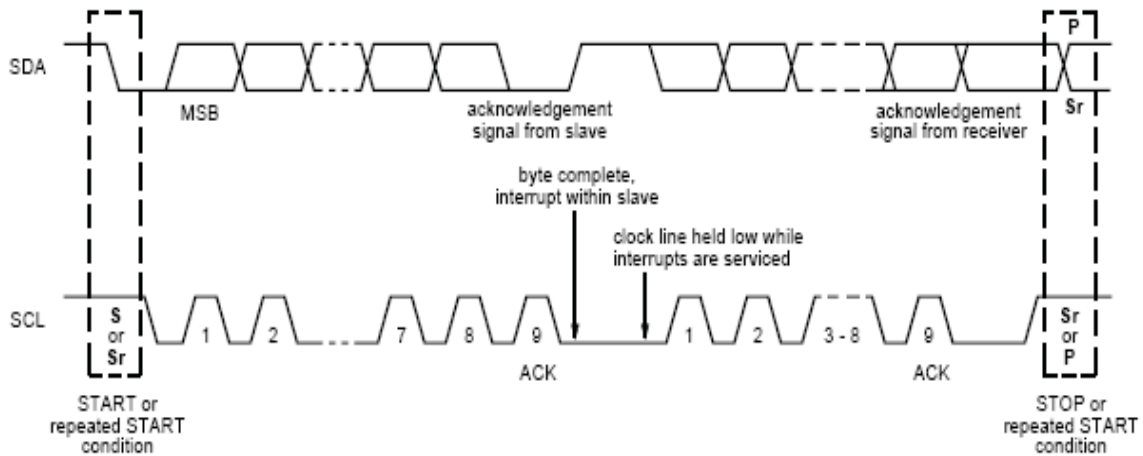 P
SDA
MSB
acknowledgement
signal from slave
acknowledgement
signal from receiver
Sr
byte complete,
interrupt within slave
clock line held low while
interrupts are serviced
SCL
S
or
Sr
1
2
7
8
9
1
2
3 - 8
9
Sr
or
P
ACK
ACK
START or
repeated START
condition
STOP or
repeated START
condition